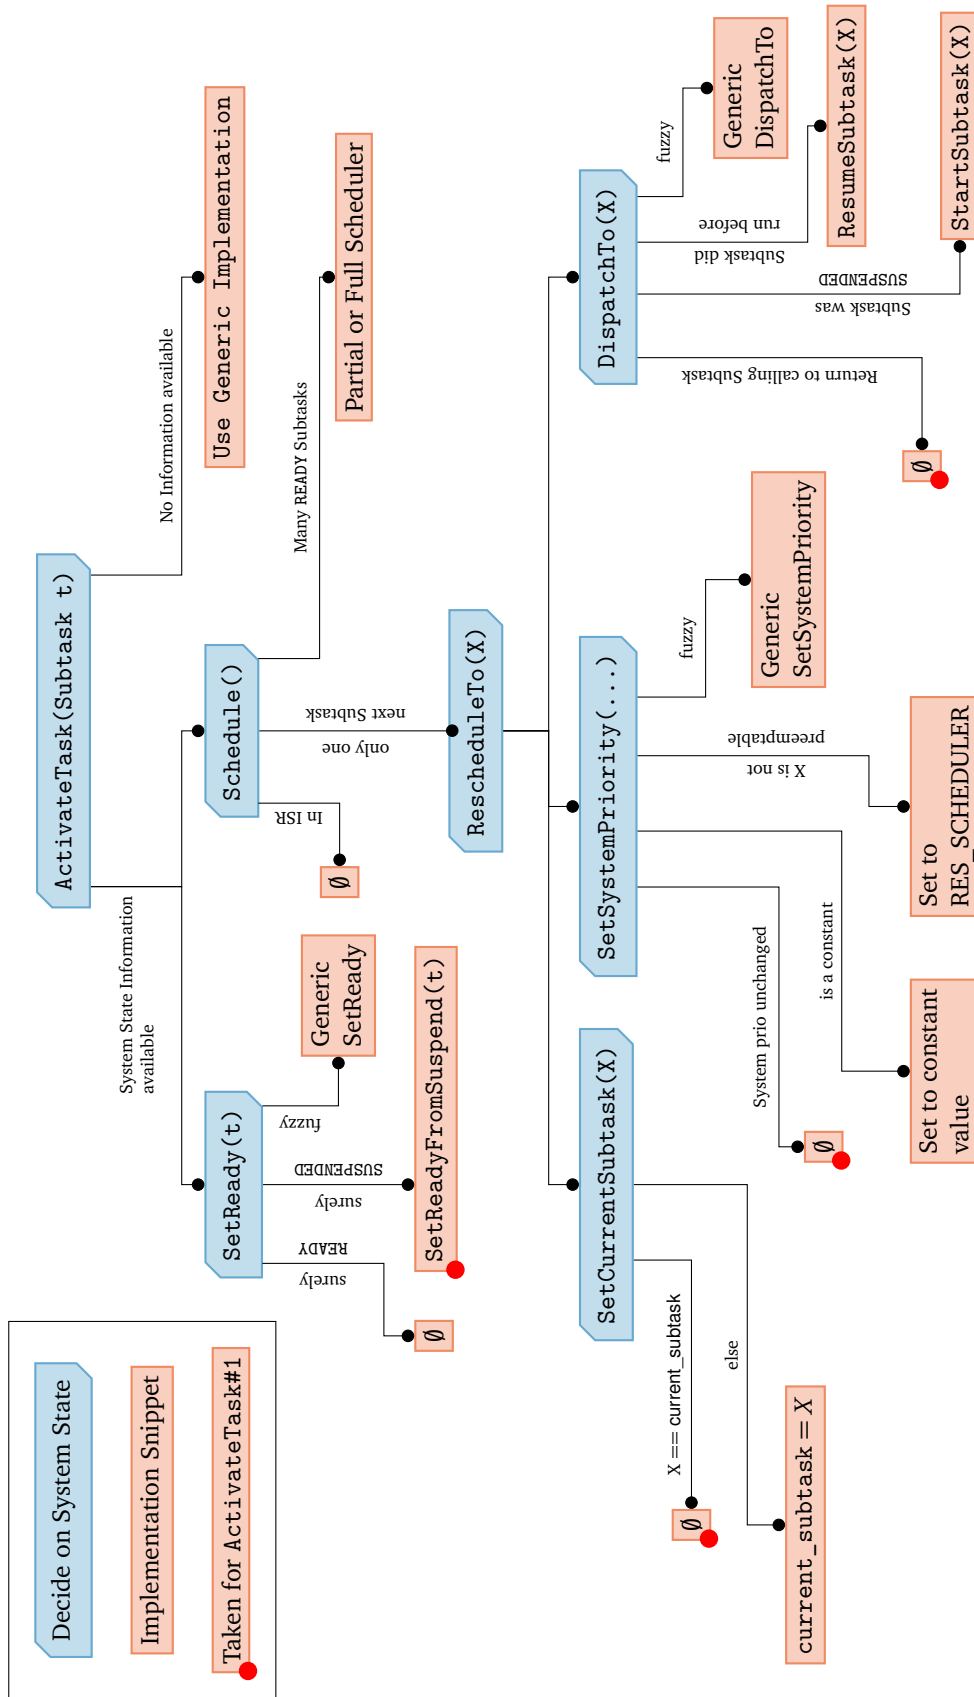 Decide on System State
Implementation Snippet
Taken for ActivateTask#1
ActivateTask(Subtask t)
System State Information
available
No Information available
Use Generic Implementation
SetReady(t)
surely
READY
Ø
surely
SUSPENDED
SetReadyFromSuspend(t)
fuzzy
Generic
SetReady
Schedule()
In ISR
Ø
only one
next Subtask
Many READY Subtasks
Partial or Full Scheduler
RescheduleTo(X)
SetCurrentSubtask(X)
X == current_subtask
Ø
else
current_subtask = X
SetSystemPriority(...)
System prio unchanged
Ø
is a constant
Set to constant
value
X is not
preemptable
Set to
RES_SCHEDULER
fuzzy
Generic
SetSystemPriority
DispatchTo(X)
Return to calling Subtask
Ø
Subtask was
SUSPENDED
StartSubtask(X)
Subtask did
run before
ResumeSubtask(X)
fuzzy
Generic
DispatchTo